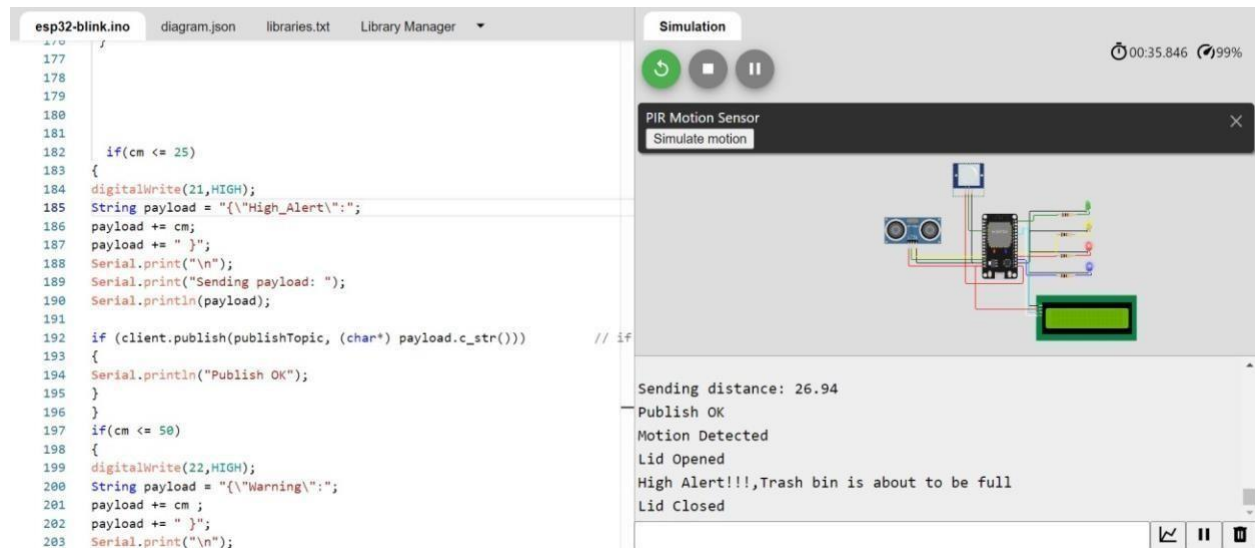 esp32-blink.ino diagram.json libraries.txt Library Manager
176 }
177
178
179
180
181
182 if(cm <= 25)
183 {
184 digitalWrite(21,HIGH);
185 String payload = "{\"High_Alert\":";
186 payload += cm;
187 payload += " }";
188 Serial.print("\n");
189 Serial.print("Sending payload: ");
190 Serial.println(payload);
191
192 if (client.publish(publishTopic, (char*) payload.c_str())) // if
193 {
194 Serial.println("Publish OK");
195 }
196 }
197 if(cm <= 50)
198 {
199 digitalWrite(22,HIGH);
200 String payload = "{\"Warning\":";
201 payload += cm ;
202 payload += " }";
203 Serial.print("\n");
Simulation
00:35.846 99%
PIR Motion Sensor
Simulate motion
Sending distance: 26.94
Publish OK
Motion Detected
Lid Opened
High Alert!!!,Trash bin is about to be full
Lid Closed